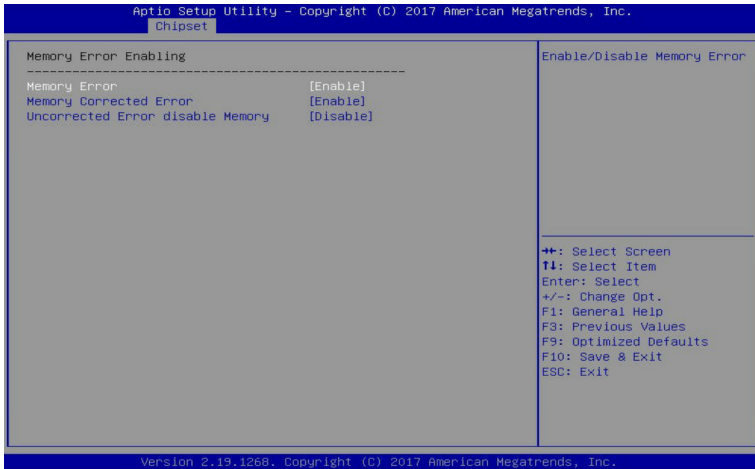 Aptio Setup Utility – Copyright (C) 2017 American Megatrends, Inc.
Chipset
Memory Error Enabling
--------------------------------------------------
Memory Error [Enable]
Memory Corrected Error [Enable]
Uncorrected Error disable Memory [Disable]
Enable/Disable Memory Error
→←: Select Screen
↑↓: Select Item
Enter: Select
+/-: Change Opt.
F1: General Help
F3: Previous Values
F9: Optimized Defaults
F10: Save & Exit
ESC: Exit
Version 2.19.1268. Copyright (C) 2017 American Megatrends, Inc.